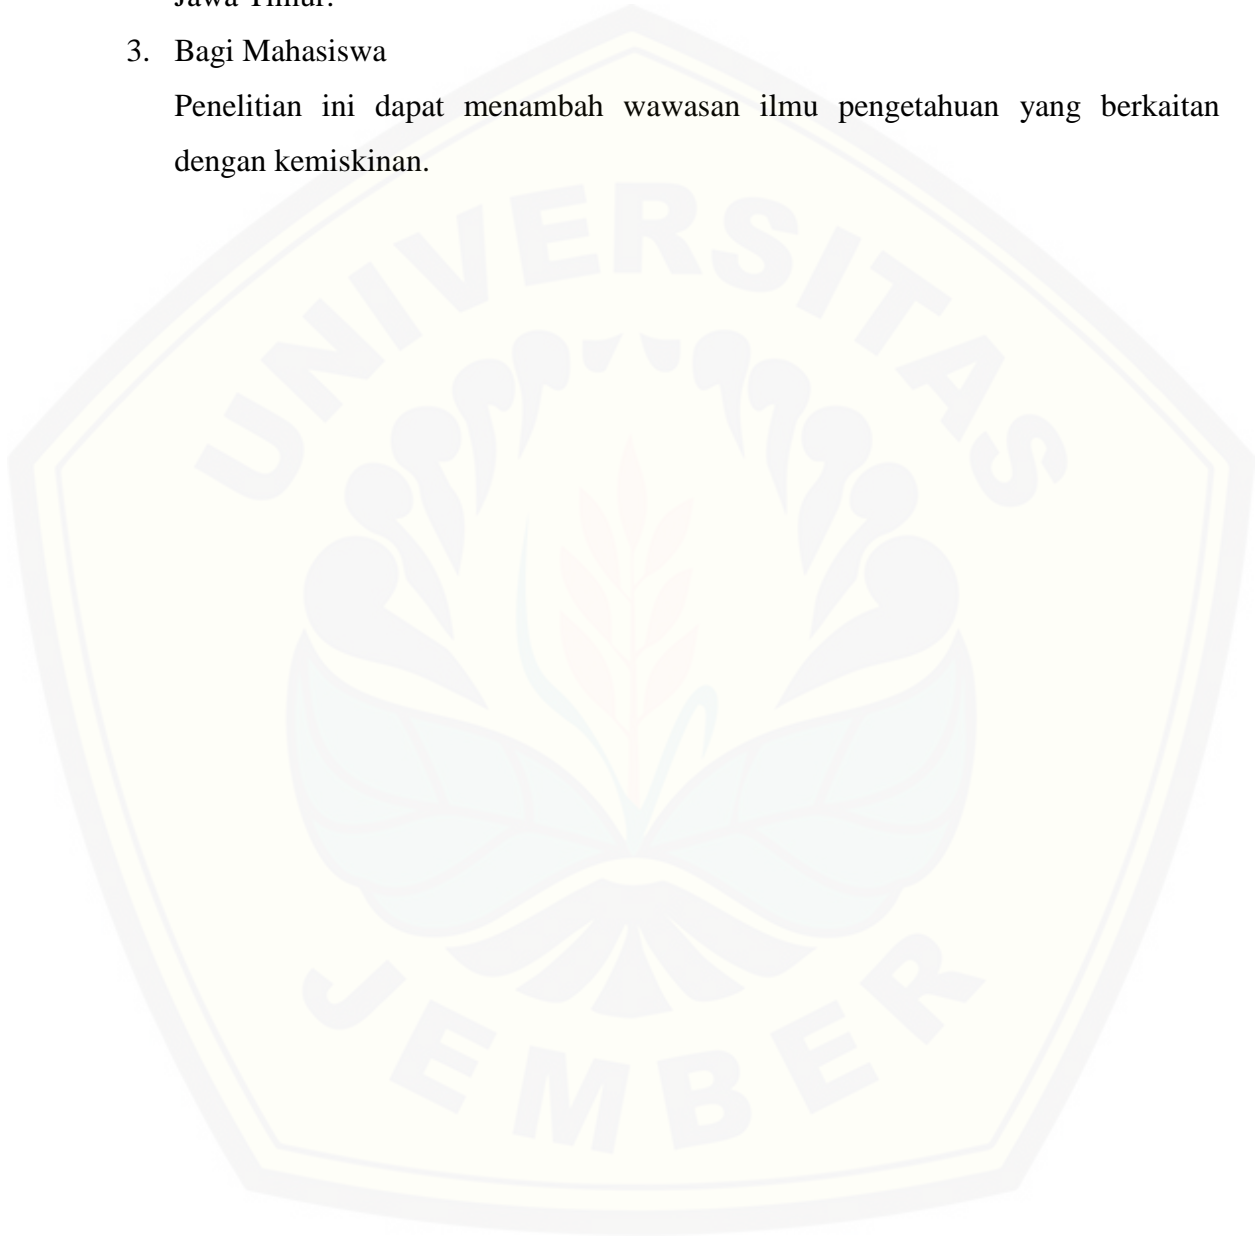 Jawa Timur.
3. Bagi Mahasiswa
Penelitian ini dapat menambah wawasan ilmu pengetahuan yang berkaitan
dengan kemiskinan.
UNIVERSITAS
JEMBER